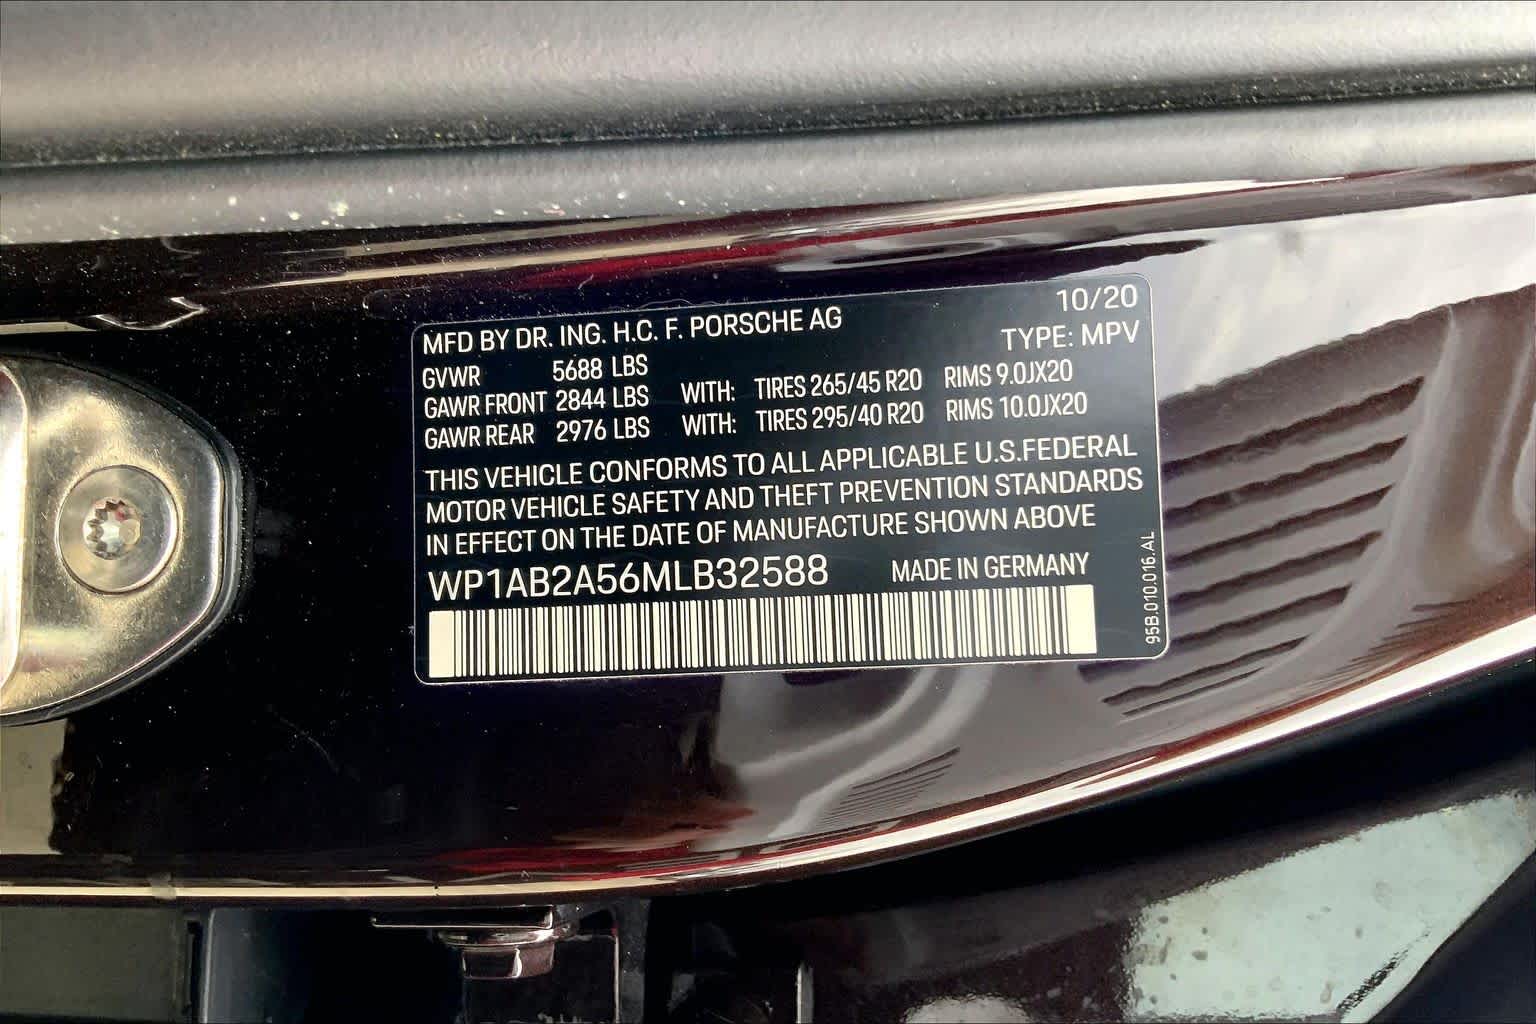 10/20
MFD BY DR. ING. H.C. F. PORSCHE AG TYPE: MPV
GVWR 5688 LBS
GAWR FRONT 2844 LBS WITH: TIRES 265/45 R20 RIMS 9.0JX20
GAWR REAR 2976 LBS WITH: TIRES 295/40 R20 RIMS 10.0JX20
THIS VEHICLE CONFORMS TO ALL APPLICABLE U.S.FEDERAL
MOTOR VEHICLE SAFETY AND THEFT PREVENTION STANDARDS
IN EFFECT ON THE DATE OF MANUFACTURE SHOWN ABOVE
WP1AB2A56MLB32588 MADE IN GERMANY
95B.010.016.AL